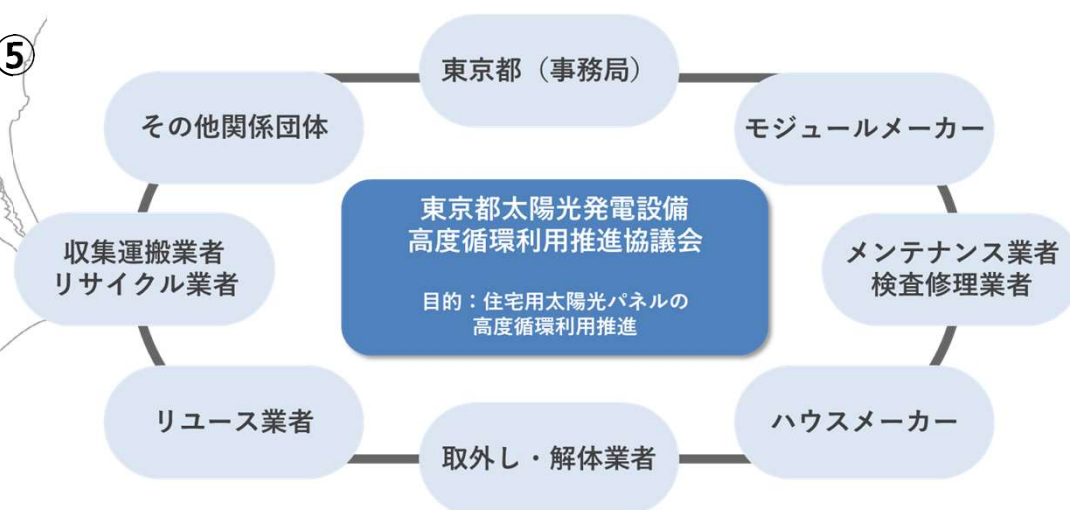 ⑤
東京都（事務局）
その他関係団体
モジュールメーカー
東京都太陽光発電設備
高度循環利用推進協議会
目的：住宅用太陽光パネルの
高度循環利用推進
収集運搬業者
リサイクル業者
メンテナンス業者
検査修理業者
リユース業者
ハウスメーカー
取外し・解体業者